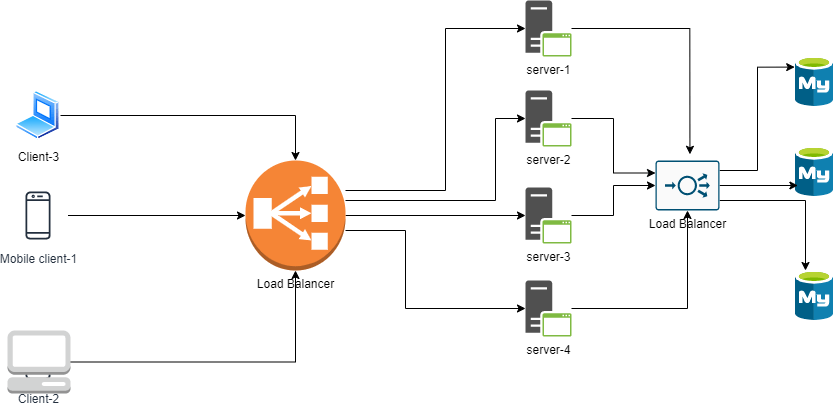 Client-3
Mobile client-1
Client-2
Load Balancer
server-1
server-2
server-3
server-4
Load Balancer
My
My
My